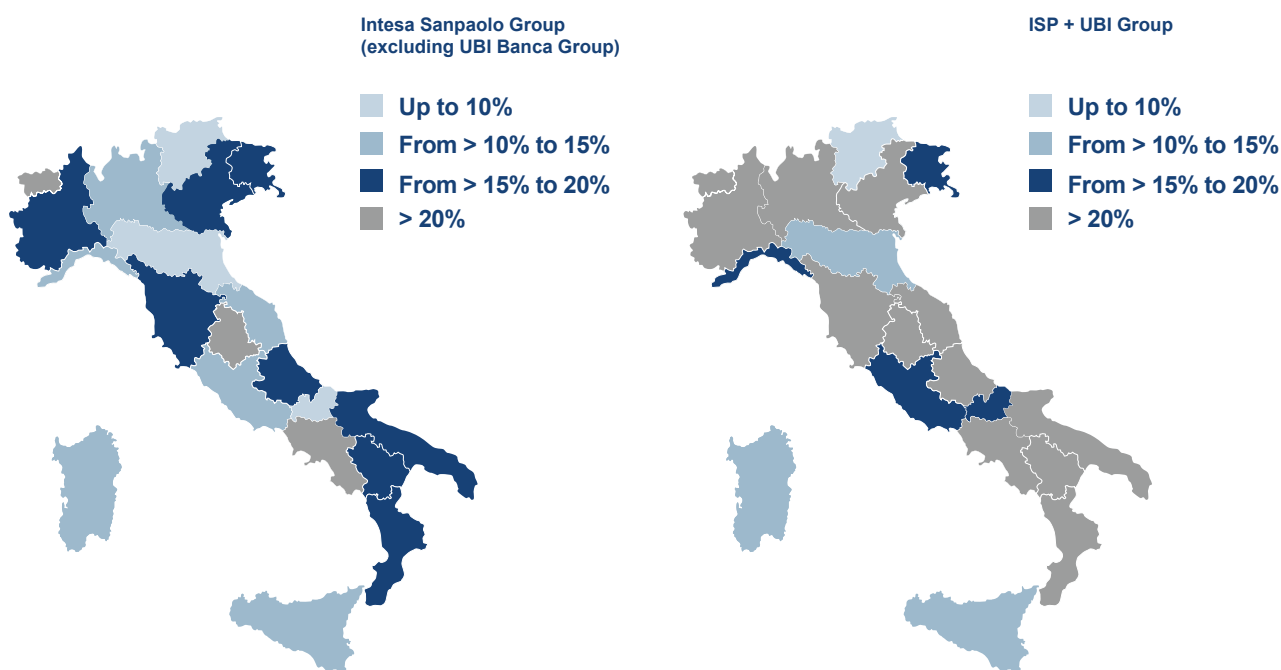 Intesa Sanpaolo Group
(excluding UBI Banca Group)
Up to 10%
From > 10% to 15%
From > 15% to 20%
> 20%
ISP + UBI Group
Up to 10%
From > 10% to 15%
From > 15% to 20%
> 20%